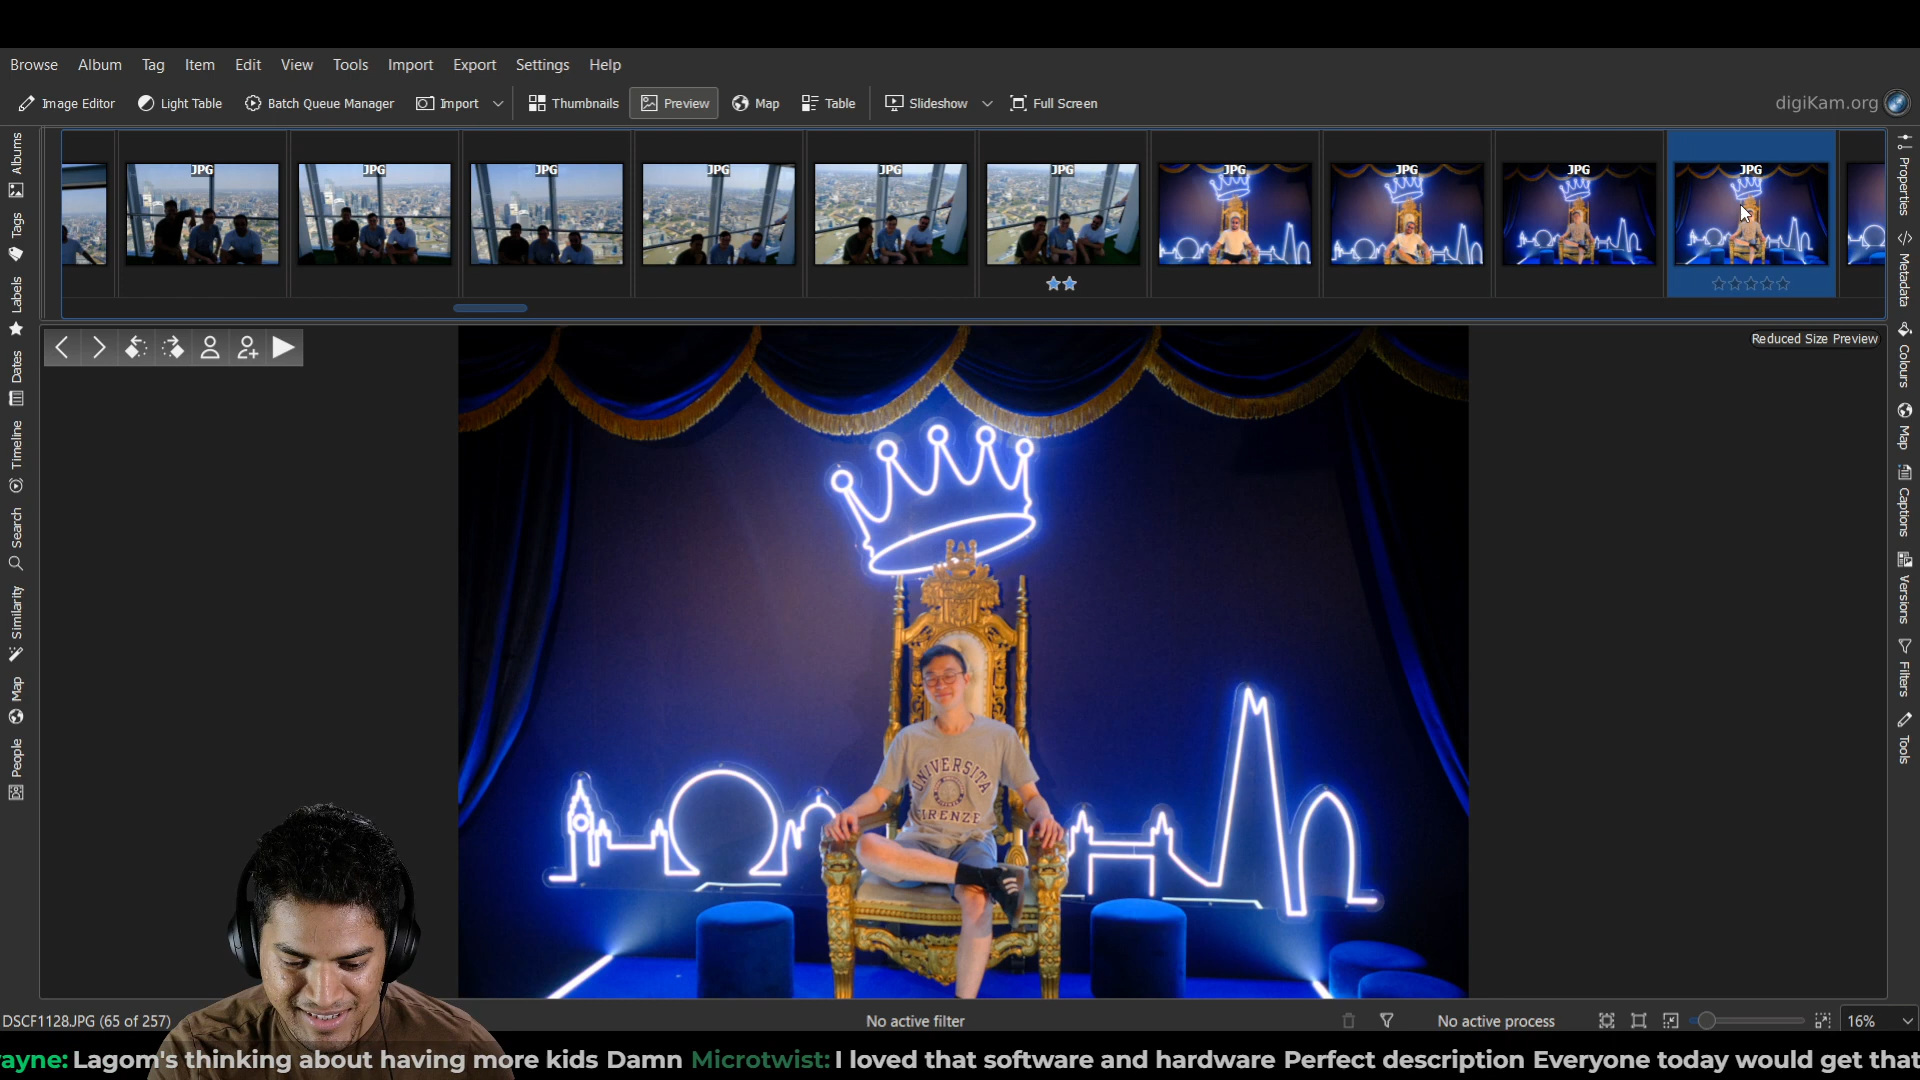 Browse Album Tag Item Edit View Tools Import Export Settings Help
Image Editor Light Table Batch Queue Manager Import Thumbnails Preview Map Table Slideshow Full Screen digiKam.org
JPG JPG JPG JPG JPG JPG JPG JPG JPG JPG
Albums
Tags
Labels
Dates
Timeline
Search
Similarity
Map
People
Reduced Size Preview
UNIVERSITA
FIRENZE
Properties
Metadata
Colours
Map
Captions
Versions
Filters
Tools
DSCF1128.JPG (65 of 257) No active filter No active process 16%
ayne: Lagom's thinking about having more kids Damn Microtwist: I loved that software and hardware Perfect description Everyone today would get that